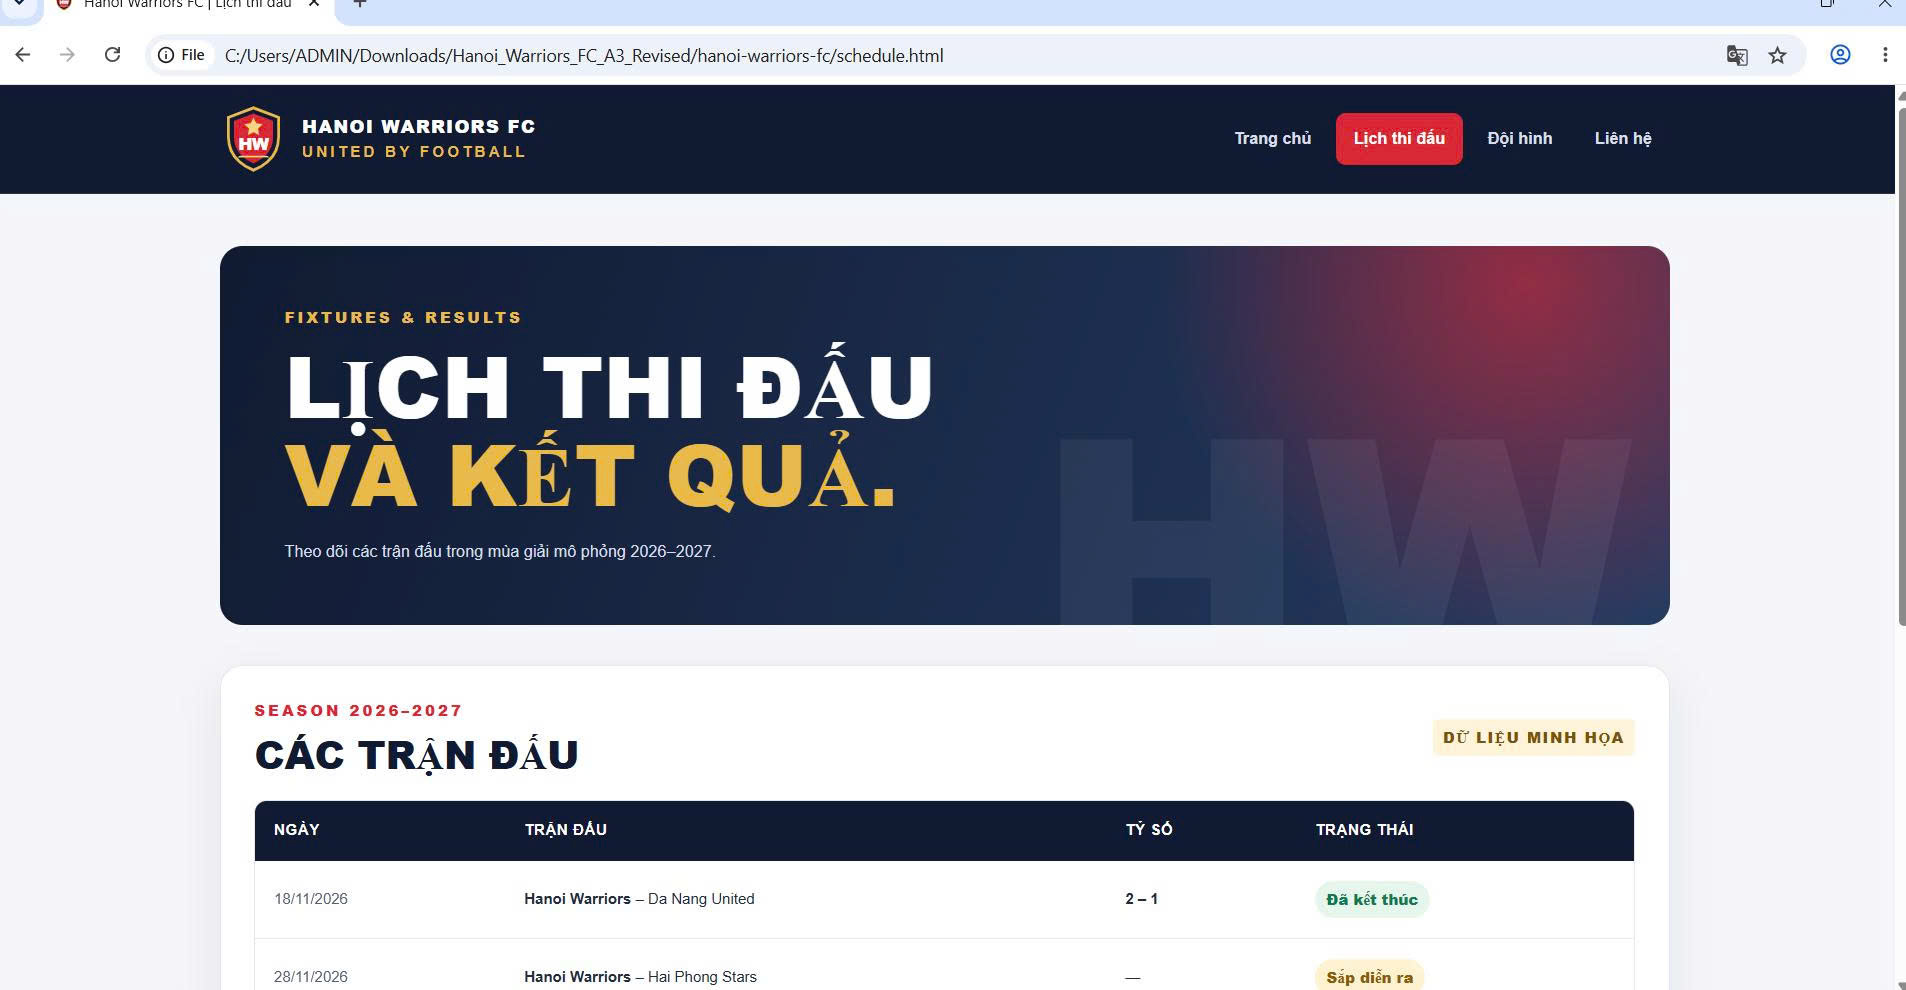 Hanoi Warriors FC | Lịch thi đấu
File
C:/Users/ADMIN/Downloads/Hanoi_Warriors_FC_A3_Revised/hanoi-warriors-fc/schedule.html
HW
HANOI WARRIORS FC
UNITED BY FOOTBALL
Trang chủ
Lịch thi đấu
Đội hình
Liên hệ
FIXTURES & RESULTS
LỊCH THI ĐẤU
VÀ KẾT QUẢ.
Theo dõi các trận đấu trong mùa giải mô phỏng 2026–2027.
HW
SEASON 2026–2027
CÁC TRẬN ĐẤU
DỮ LIỆU MINH HỌA
NGÀY TRẬN ĐẤU TỶ SỐ TRẠNG THÁI
18/11/2026 Hanoi Warriors – Da Nang United 2 – 1 Đã kết thúc
28/11/2026 Hanoi Warriors – Hai Phong Stars — Sắp diễn ra